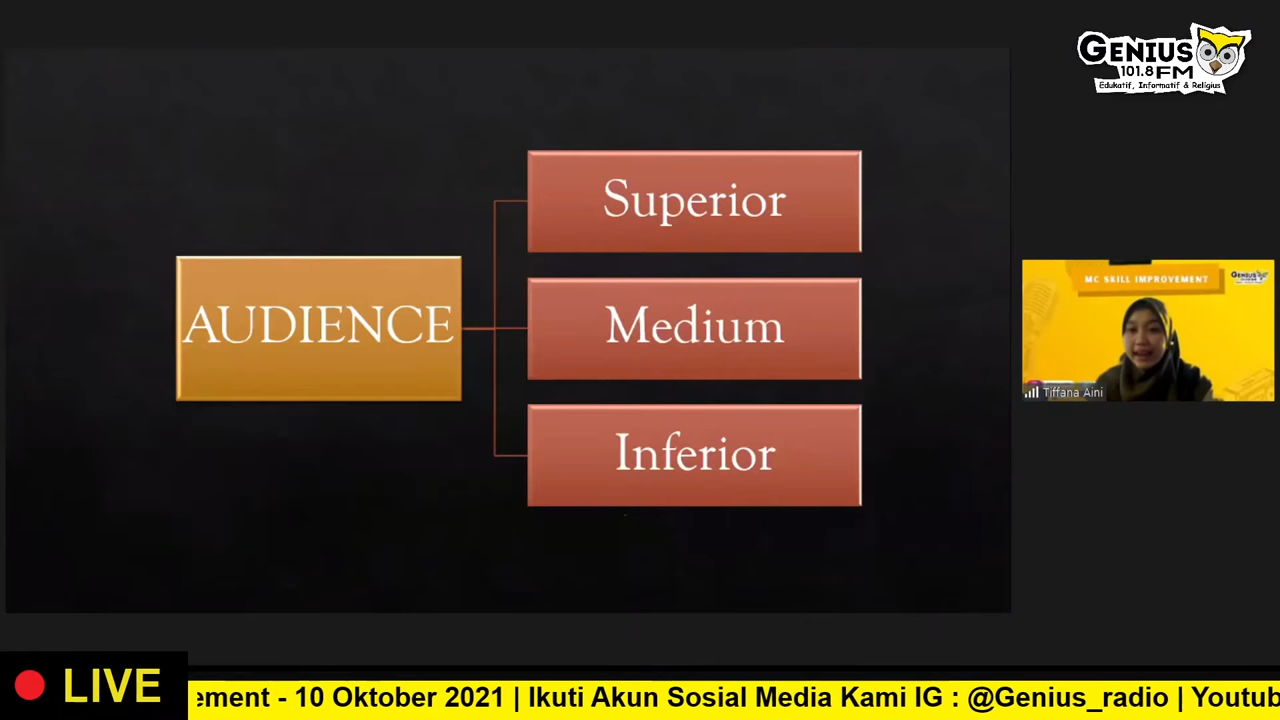 GENIUS
101.8 FM
Edukatif, Informatif & Religius
Superior
AUDIENCE
Medium
Inferior
MC SKILL IMPROVEMENT
GENIUS
Tiffana Aini
LIVE
ement - 10 Oktober 2021 | Ikuti Akun Sosial Media Kami IG : @Genius_radio | Youtub